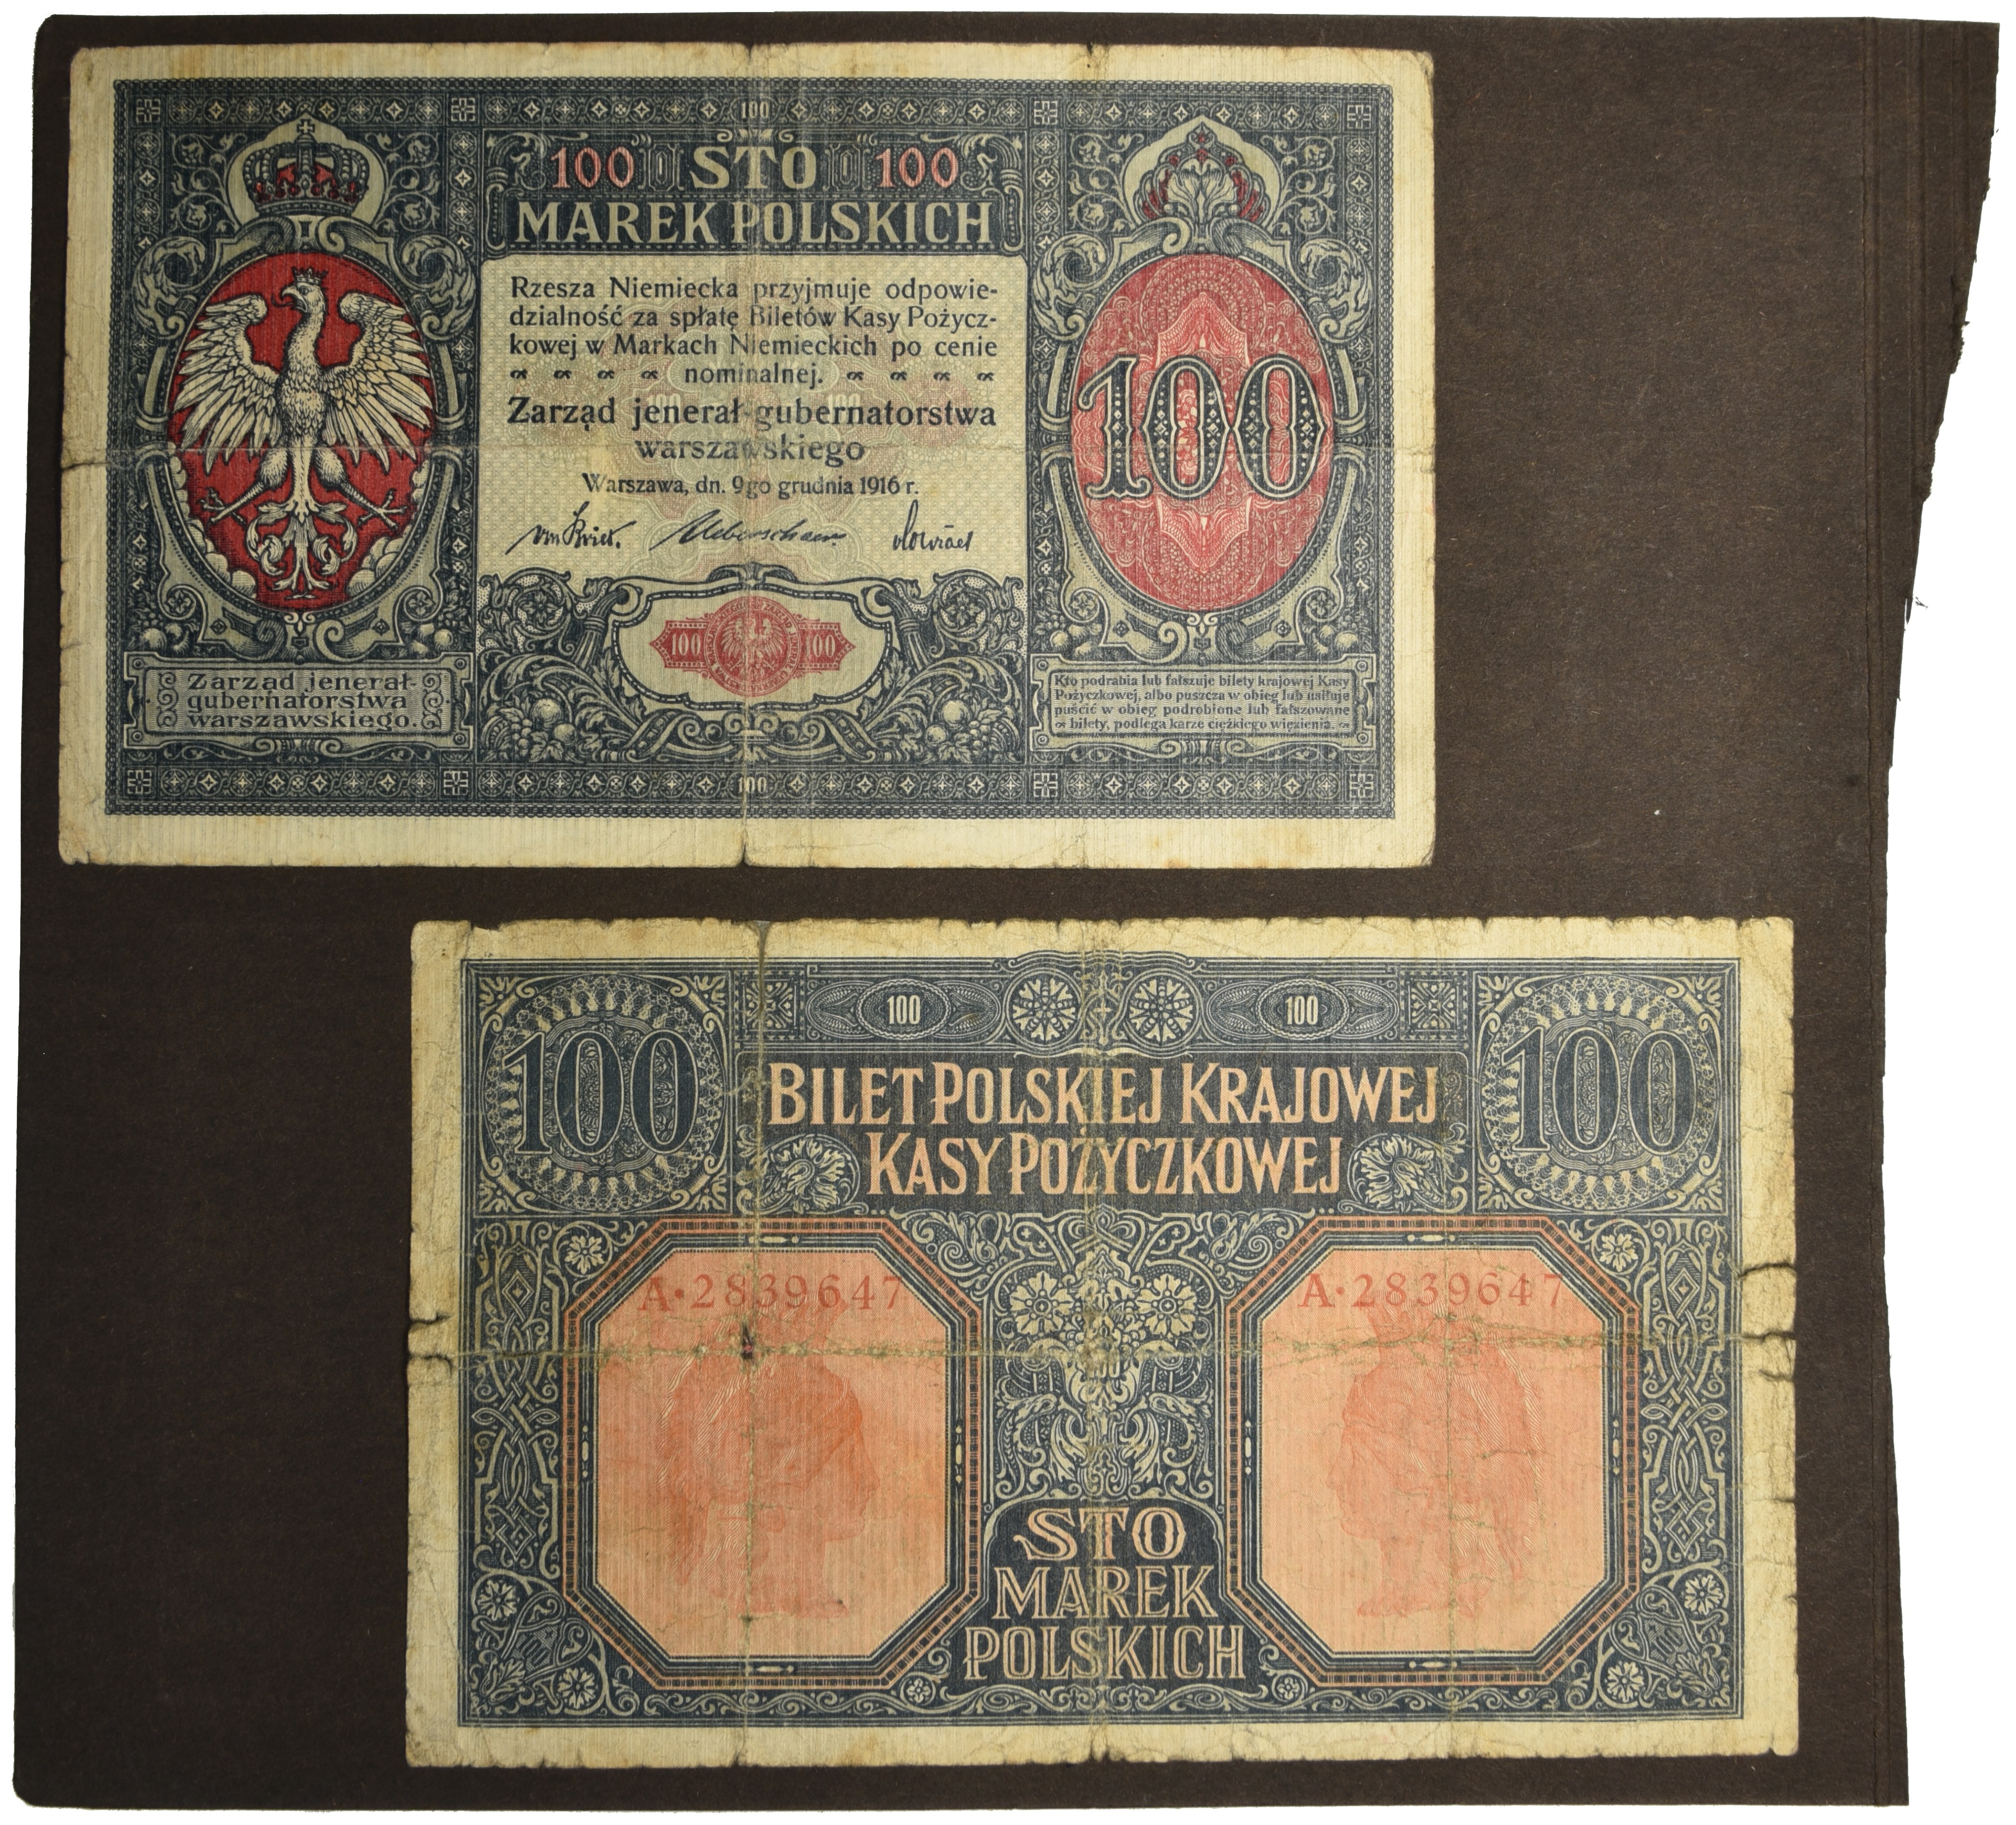 100
100 STO 100
MAREK POLSKICH
Rzesza Niemiecka przyjmuje odpowie-
dzialność za spłatę Biletów Kasy Pożycz-
kowej w Markach Niemieckich po cenie
nominalnej.
Zarząd jenerał-gubernatorstwa
warszawskiego
Warszawa, dn. 9go grudnia 1916 r.
100
100 100
Zarząd jenerał-
gubernatorstwa
warszawskiego.
Kto podrabia lub fałszuje bilety krajowej Kasy
Pożyczkowej, albo puszcza w obieg lub usiłuje
puścić w obieg podrobione lub fałszowane
bilety, podlega karze ciężkiego więzienia.
100
100 100
100 100
BILET POLSKIEJ KRAJOWEJ
KASY POŻYCZKOWEJ
A·2839647 A·2839647
STO
MAREK
POLSKICH